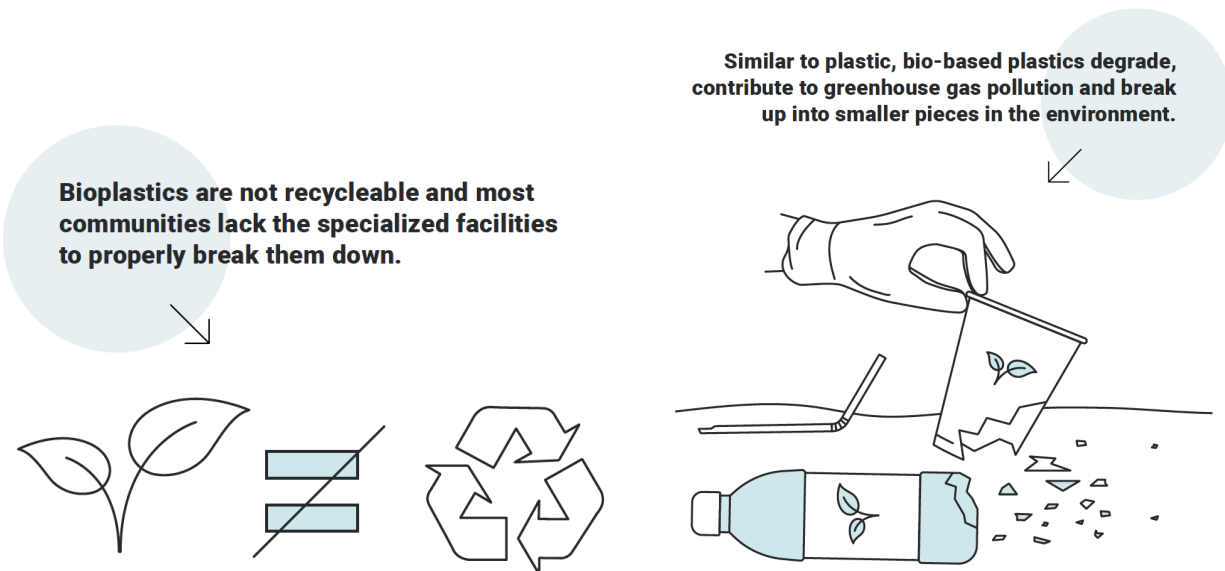 Bioplastics are not recycleable and most
communities lack the specialized facilities
to properly break them down.
Similar to plastic, bio-based plastics degrade,
contribute to greenhouse gas pollution and break
up into smaller pieces in the environment.